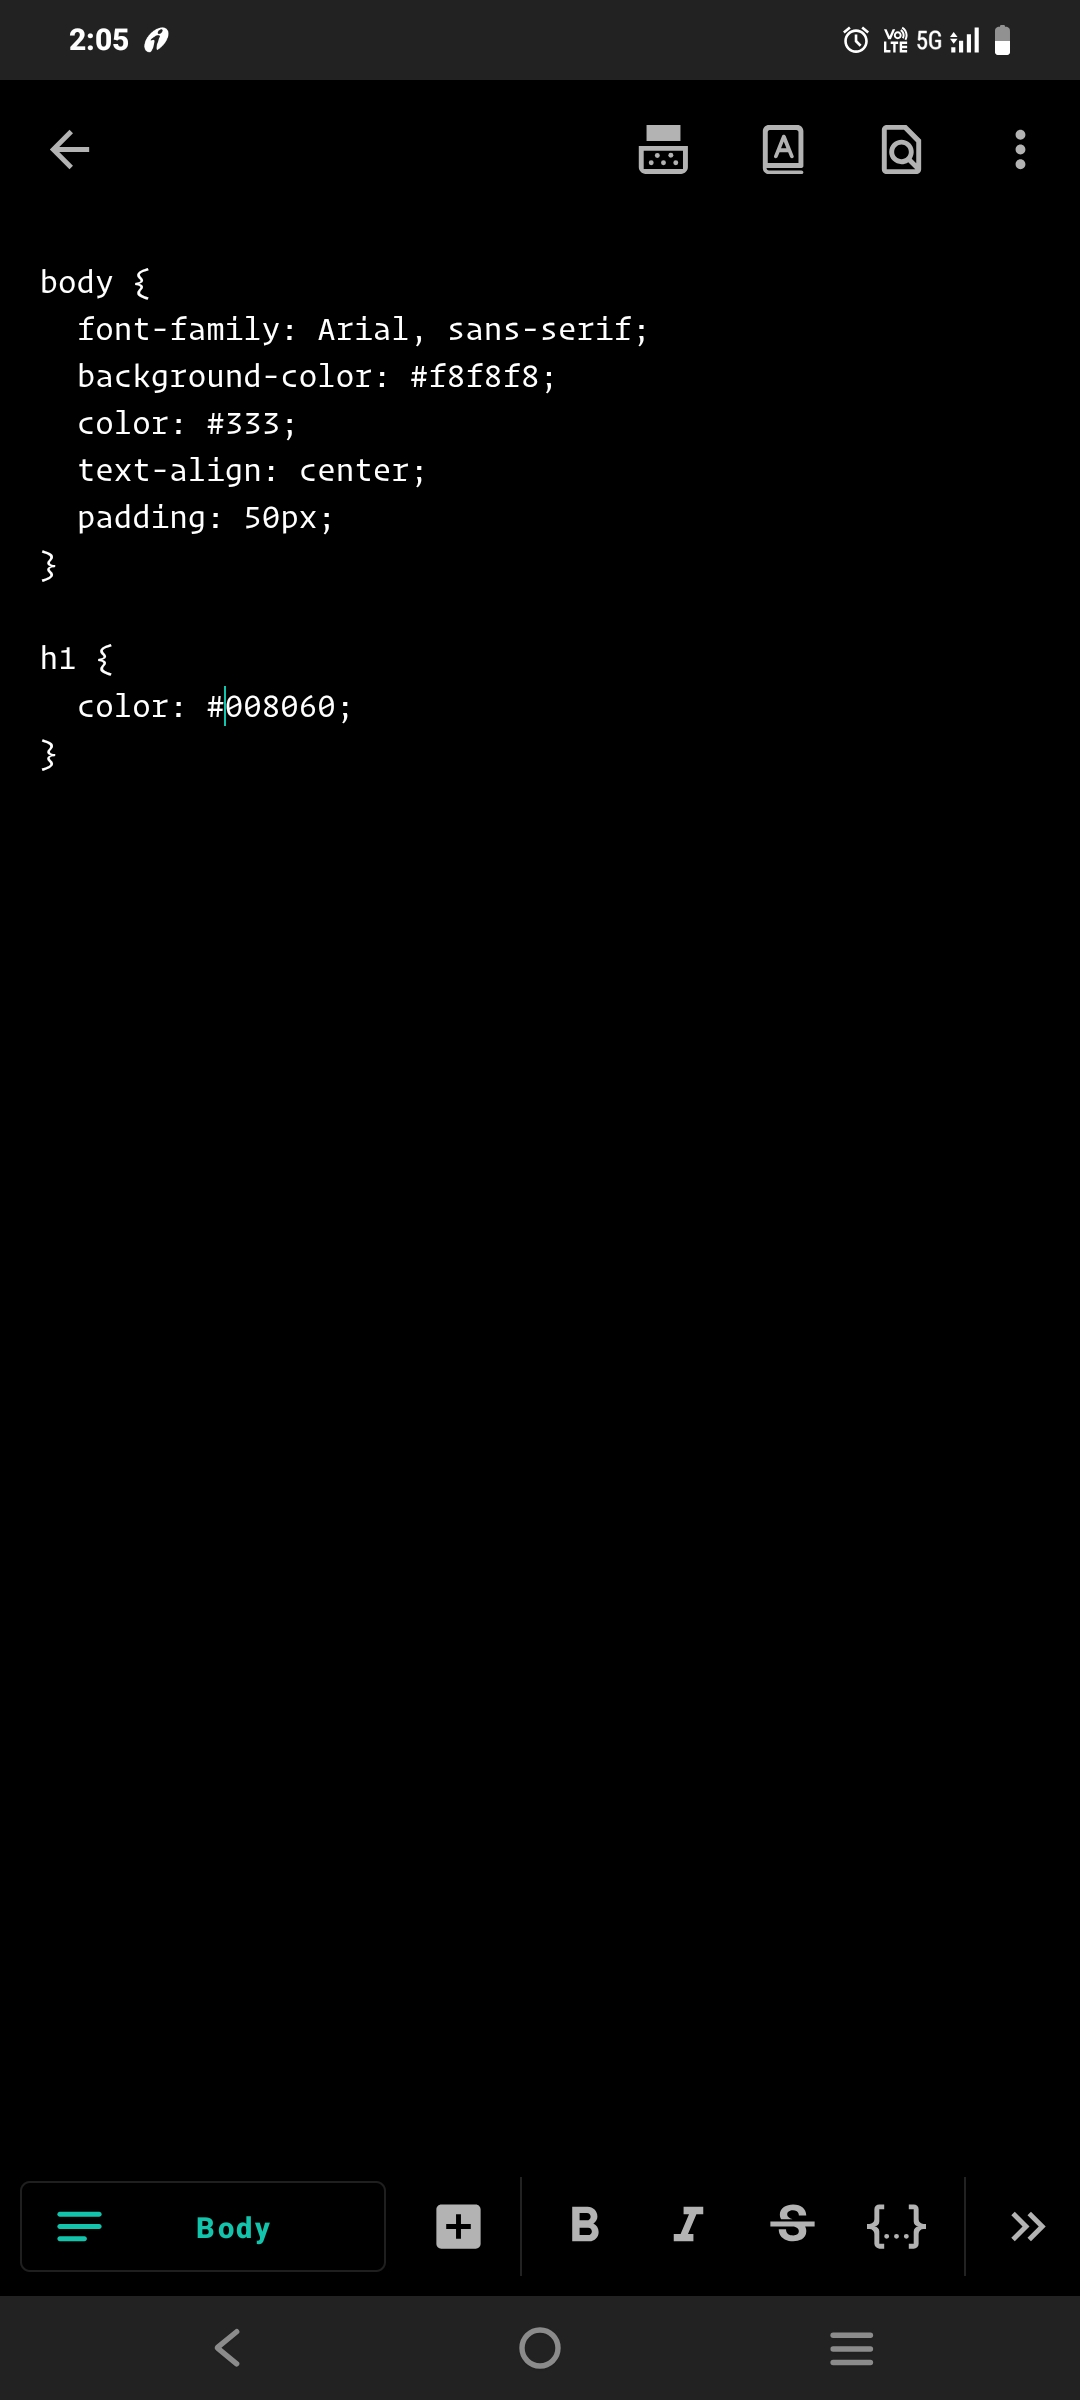 2:05
Vo LTE 5G
A
body {
  font-family: Arial, sans-serif;
  background-color: #f8f8f8;
  color: #333;
  text-align: center;
  padding: 50px;
}

h1 {
  color: #008060;
}
Body B I S {...}